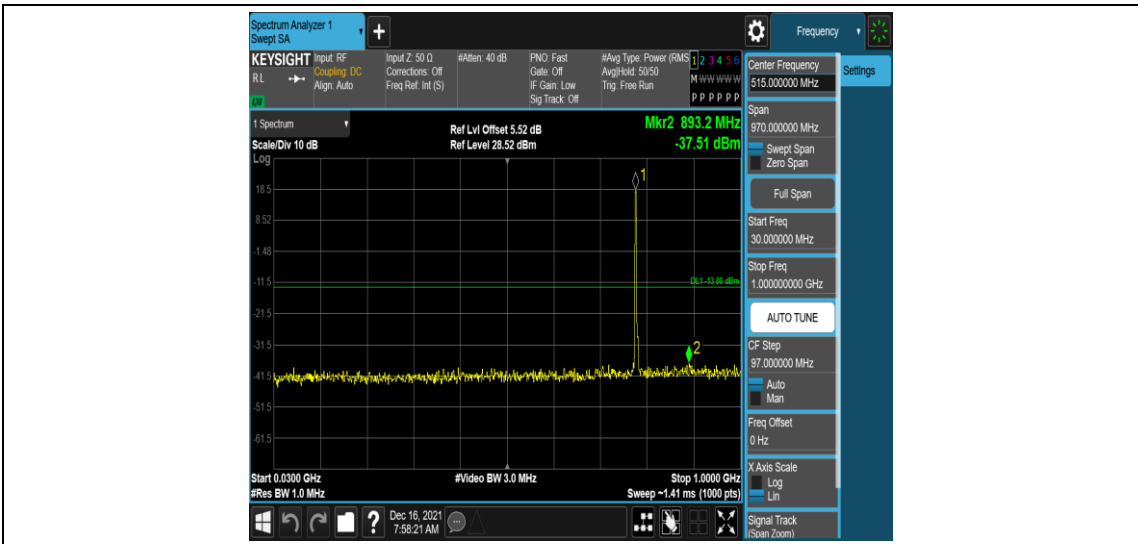 Spectrum Analyzer 1
Swept SA
+
Frequency
KEYSIGHT
RL
LXI
Input: RF
Coupling: DC
Align: Auto
Input Z: 50 Ω
Corrections: Off
Freq Ref: Int (S)
#Atten: 40 dB
PNO: Fast
Gate: Off
IF Gain: Low
Sig Track: Off
#Avg Type: Power (RMS
Avg|Hold: 50/50
Trig: Free Run
1 2 3 4 5 6
M W W W W W
P P P P P P
1 Spectrum
Scale/Div 10 dB
Log
Ref Lvl Offset 5.52 dB
Ref Level 28.52 dBm
Mkr2 893.2 MHz
-37.51 dBm
1
18.5
8.52
-1.48
-11.5
DL1 -13.00 dBm
-21.5
-31.5
2
-41.5
-51.5
-61.5
Start 0.0300 GHz
#Res BW 1.0 MHz
#Video BW 3.0 MHz
Stop 1.0000 GHz
Sweep ~1.41 ms (1000 pts)
?
Dec 16, 2021
7:58:21 AM
Center Frequency
515.000000 MHz
Settings
Span
970.000000 MHz
Swept Span
Zero Span
Full Span
Start Freq
30.000000 MHz
Stop Freq
1.000000000 GHz
AUTO TUNE
CF Step
97.000000 MHz
Auto
Man
Freq Offset
0 Hz
X Axis Scale
Log
Lin
Signal Track
(Span Zoom)